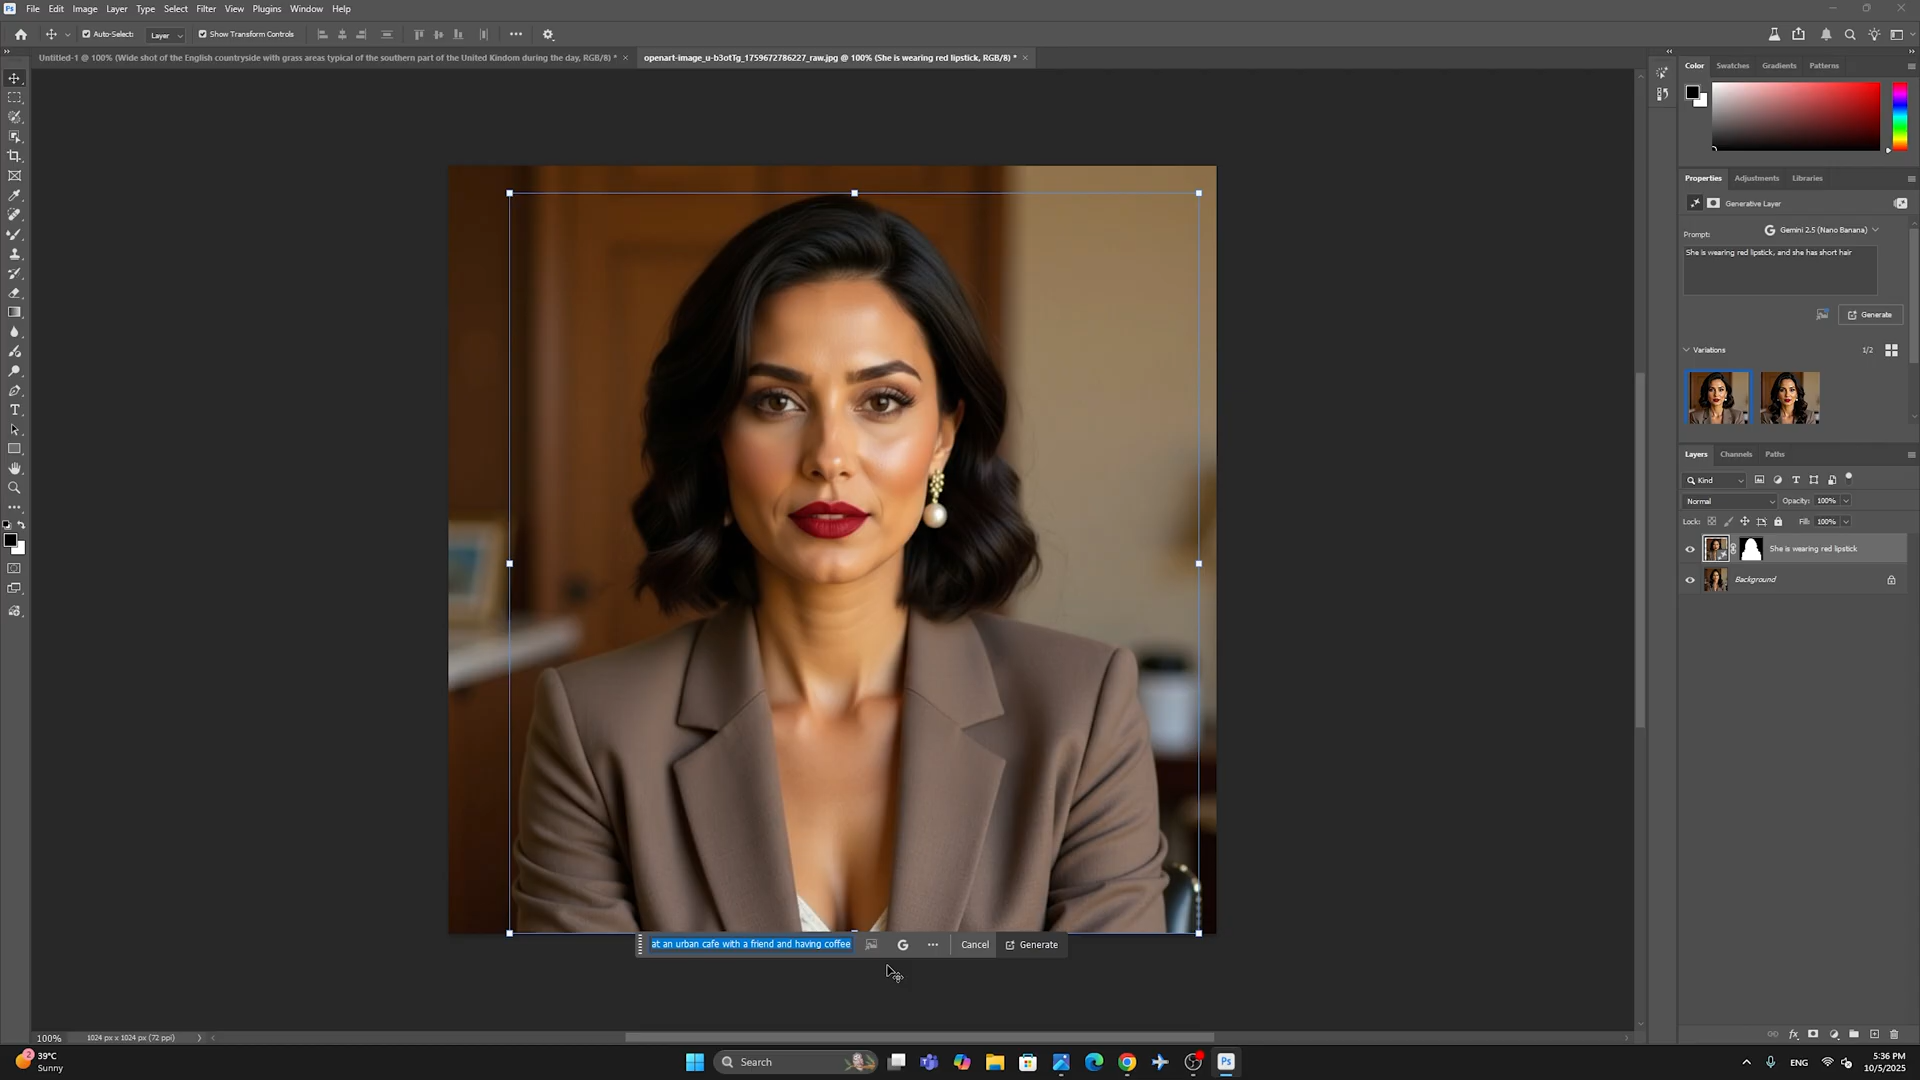 Ps File Edit Image Layer Type Select Filter View Plugins Window Help
Auto-Select: Layer Show Transform Controls
Untitled-1 @ 100% (Wide shot of the English countryside with grass areas typical of the southern part of the United Kindom during the day, RGB/8) *
openart-image_u-b3otTg_1759672786227_raw.jpg @ 100% (She is wearing red lipstick, RGB/8) *
Color Swatches Gradients Patterns
Properties Adjustments Libraries
Generative Layer
Prompt: Gemini 2.5 (Nano Banana)
She is wearing red lipstick, and she has short hair
Generate
Variations 1/2
Layers Channels Paths
Kind
Normal Opacity: 100%
Lock: Fill: 100%
She is wearing red lipstick
Background
at an urban cafe with a friend and having coffee Cancel Generate
100% 1024 px x 1024 px (72 ppi)
2 39°C
Sunny
Search
Ps
ENG
5:36 PM
10/5/2025